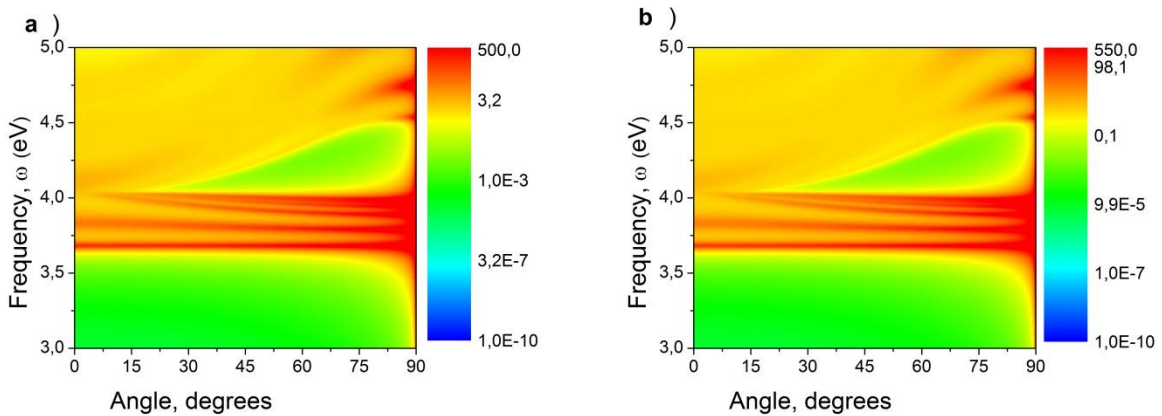 a )
5,0
4,5
4,0
3,5
3,0
Frequency, ω (eV)
0 15 30 45 60 75 90
Angle, degrees
500,0
3,2
1,0E-3
3,2E-7
1,0E-10
b )
5,0
4,5
4,0
3,5
3,0
Frequency, ω (eV)
0 15 30 45 60 75 90
Angle, degrees
550,0
98,1
0,1
9,9E-5
1,0E-7
1,0E-10